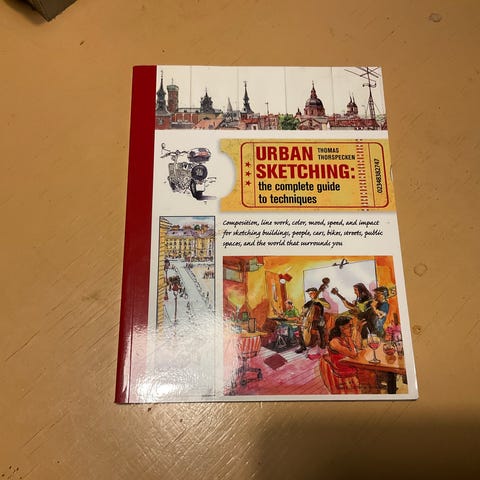 URBAN
SKETCHING:
THOMAS
THORSPECKEN
the complete guide
to techniques
02346382747
Composition, line work, color, mood, speed, and impact
for sketching buildings, people, cars, bikes, streets, public
spaces, and the world that surrounds you